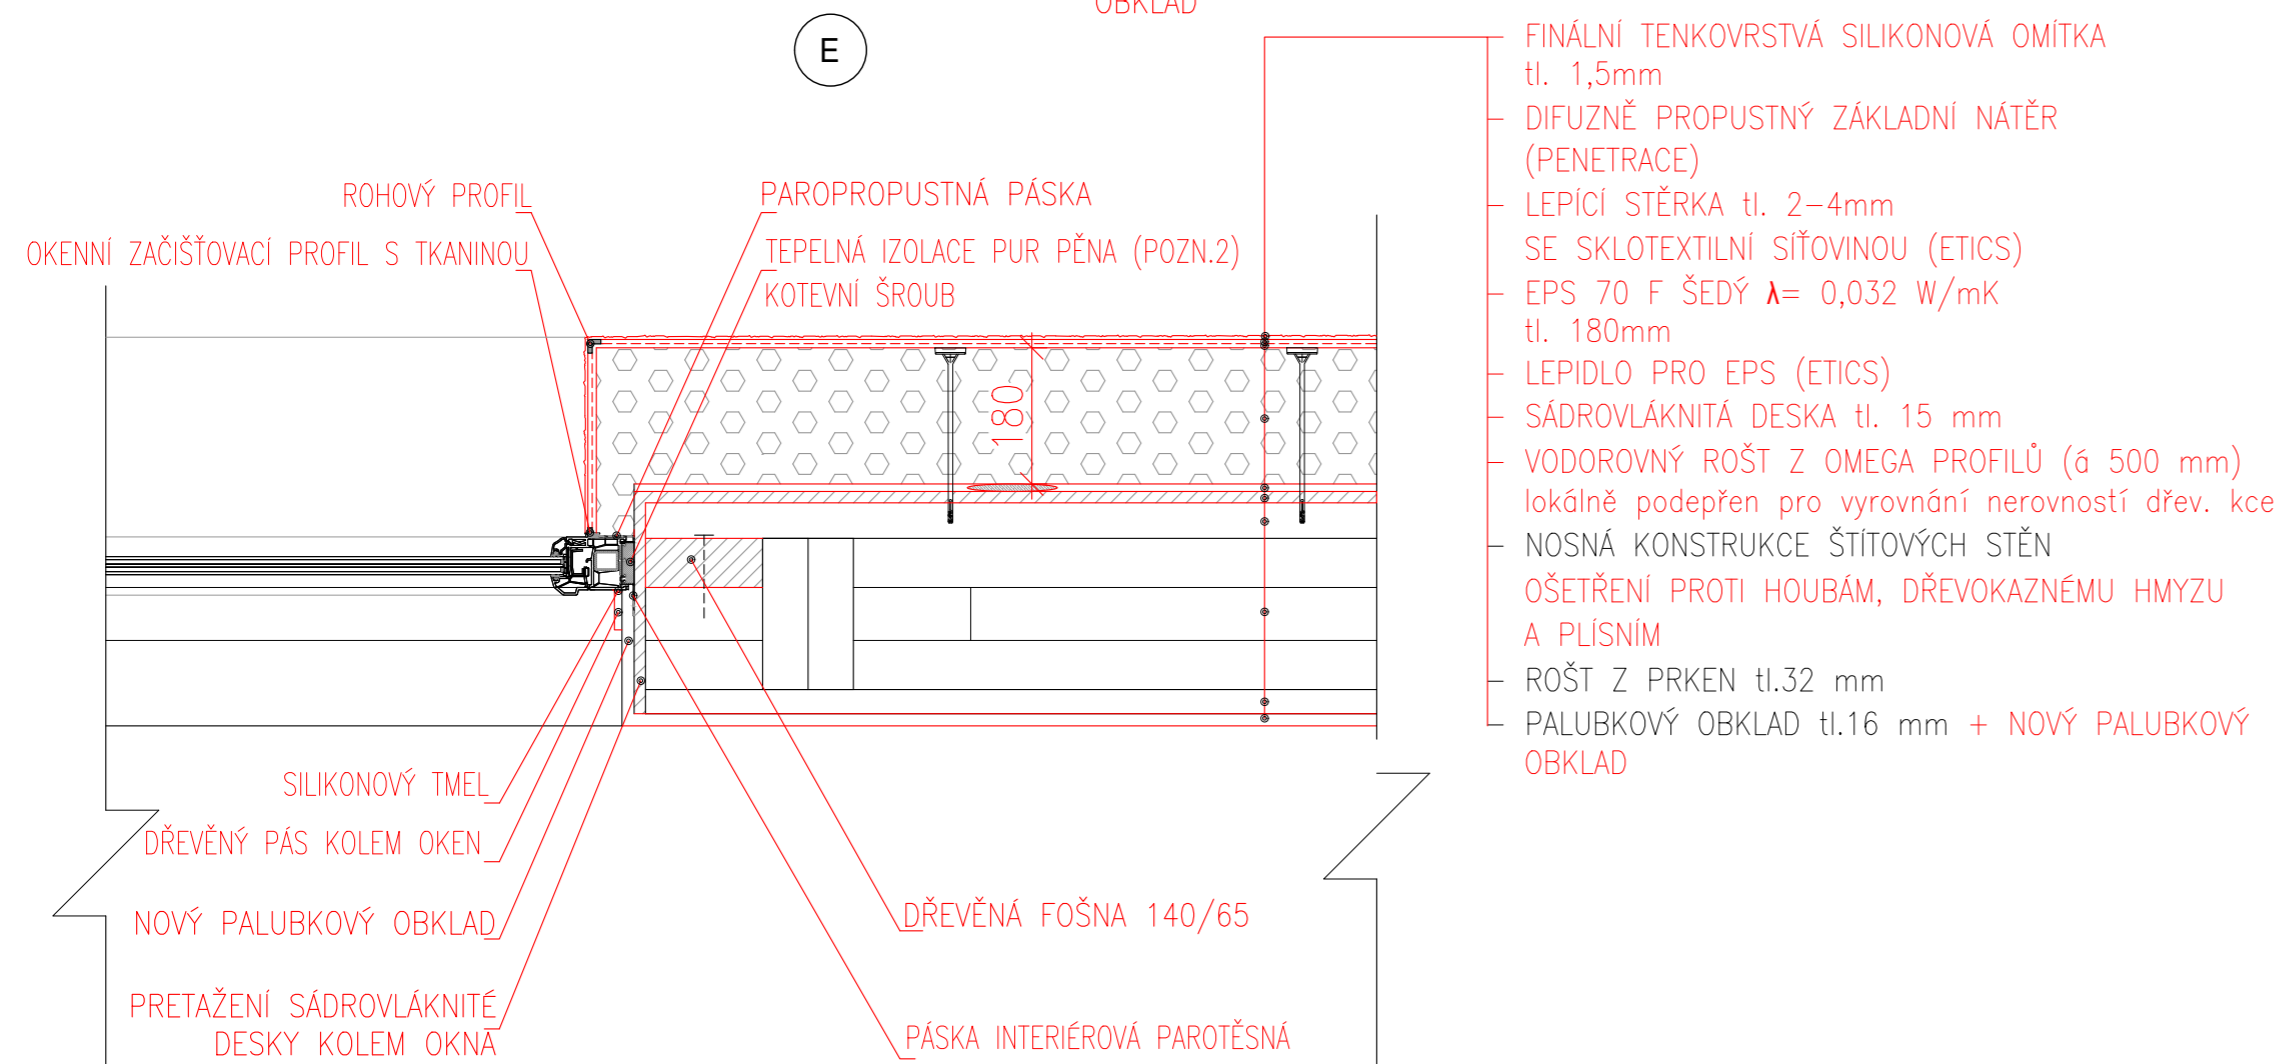 OBKLAD
E
FINÁLNÍ TENKOVRSTVÁ SILIKONOVÁ OMÍTKA
tl. 1,5mm
DIFUZNĚ PROPUSTNÝ ZÁKLADNÍ NÁTĚR
(PENETRACE)
LEPÍCÍ STĚRKA tl. 2-4mm
SE SKLOTEXTILNÍ SÍŤOVINOU (ETICS)
EPS 70 F ŠEDÝ λ= 0,032 W/mK
tl. 180mm
LEPIDLO PRO EPS (ETICS)
SÁDROVLÁKNITÁ DESKA tl. 15 mm
VODOROVNÝ ROŠT Z OMEGA PROFILŮ (á 500 mm)
lokálně podepřen pro vyrovnání nerovností dřev. kce
NOSNÁ KONSTRUKCE ŠTÍTOVÝCH STĚN
OŠETŘENÍ PROTI HOUBÁM, DŘEVOKAZNÉMU HMYZU
A PLÍSNÍM
ROŠT Z PRKEN tl.32 mm
PALUBKOVÝ OBKLAD tl.16 mm + NOVÝ PALUBKOVÝ
OBKLAD
ROHOVÝ PROFIL
OKENNÍ ZAČIŠŤOVACÍ PROFIL S TKANINOU
PAROPROPUSTNÁ PÁSKA
TEPELNÁ IZOLACE PUR PĚNA (POZN.2)
KOTEVNÍ ŠROUB
180
SILIKONOVÝ TMEL
DŘEVĚNÝ PÁS KOLEM OKEN
NOVÝ PALUBKOVÝ OBKLAD
PRETAŽENÍ SÁDROVLÁKNITÉ
DESKY KOLEM OKNA
DŘEVĚNÁ FOŠNA 140/65
PÁSKA INTERIÉROVÁ PAROTĚSNÁ